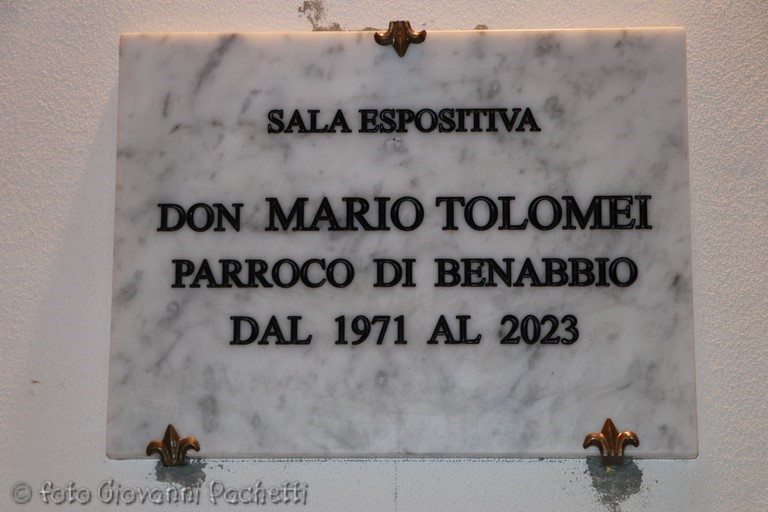 SALA ESPOSITIVA
DON MARIO TOLOMEI
PARROCO DI BENABBIO
DAL 1971 AL 2023
© foto Giovanni Pachetti